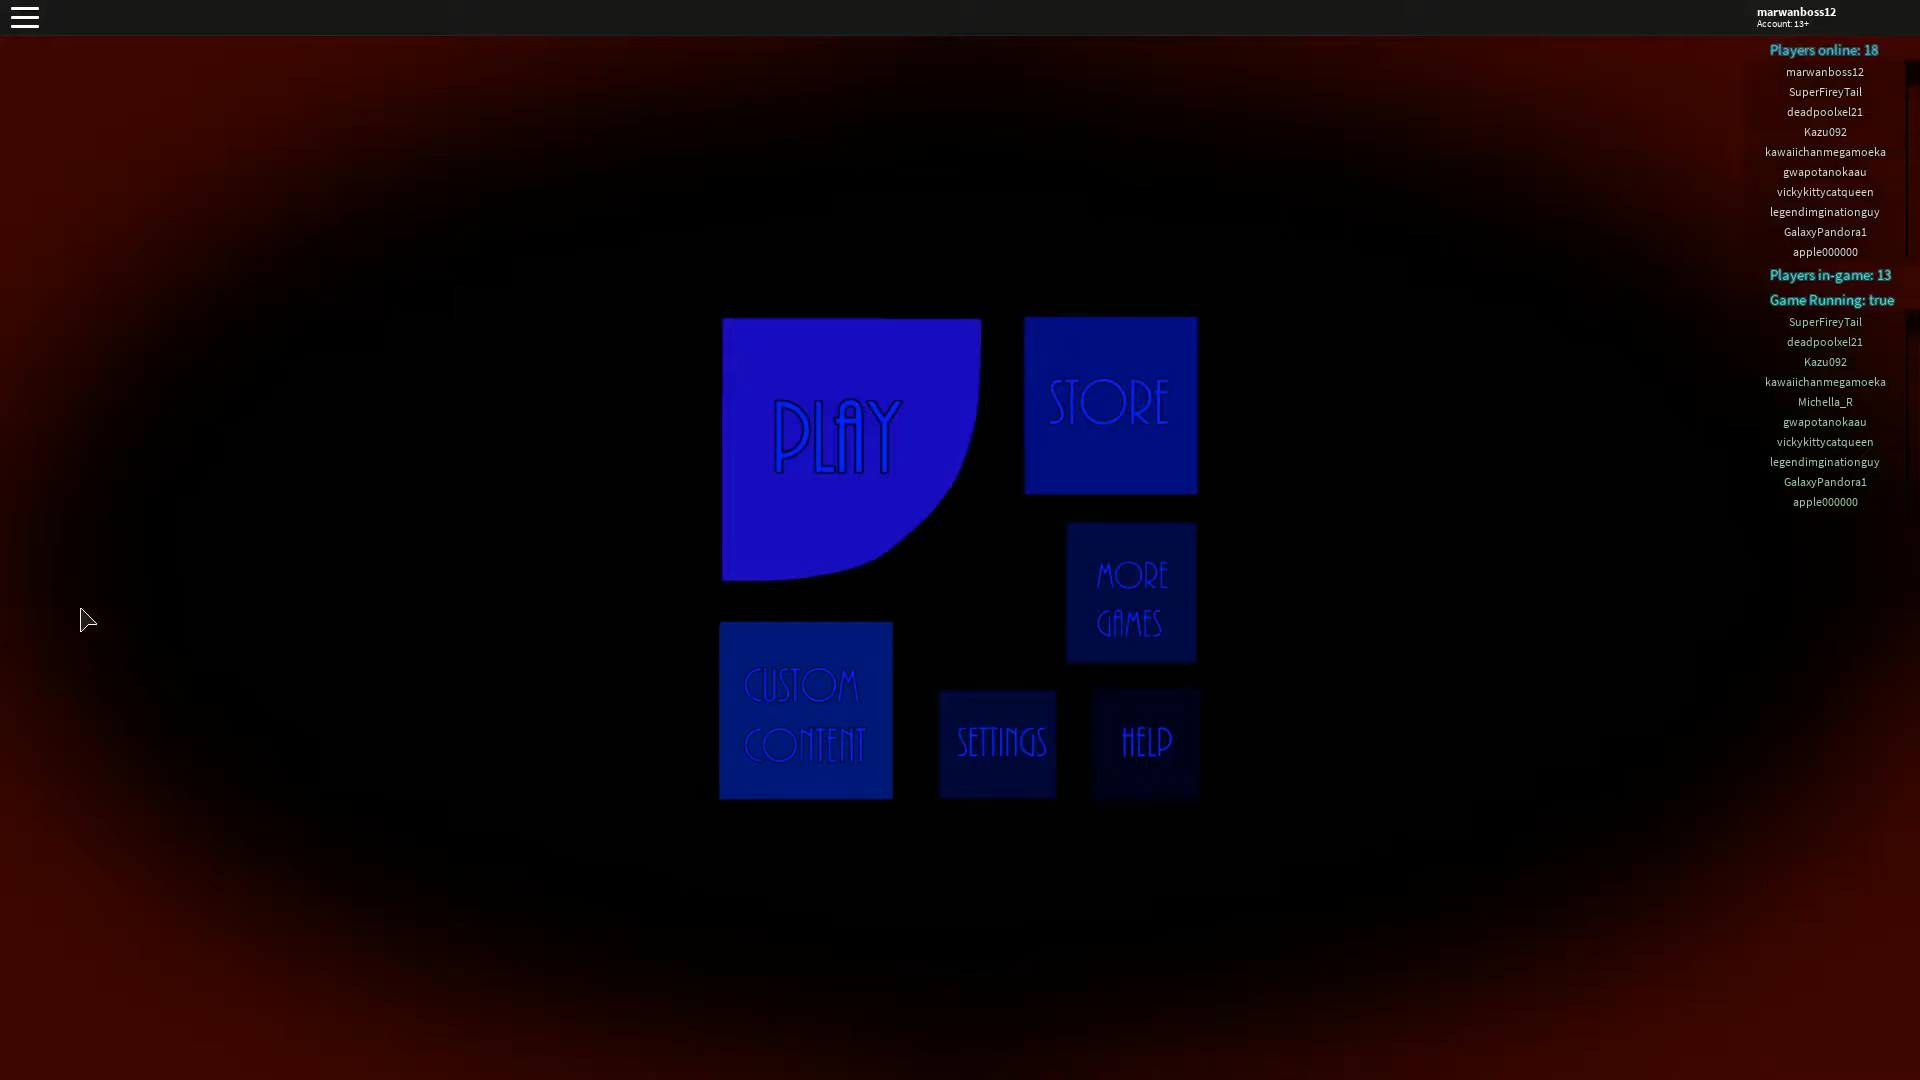 marwanboss12
Account: 13+
Players online: 18
marwanboss12
SuperFireyTail
deadpoolxel21
Kazu092
kawaiichanmegamoeka
gwapotanokaau
vickykittycatqueen
legendimginationguy
GalaxyPandora1
apple000000
Players in-game: 13
Game Running: true
SuperFireyTail
deadpoolxel21
Kazu092
kawaiichanmegamoeka
Michella_R
gwapotanokaau
vickykittycatqueen
legendimginationguy
GalaxyPandora1
apple000000
PLAY
STORE
MORE
GAMES
CUSTOM
CONTENT
SETTINGS
HELP